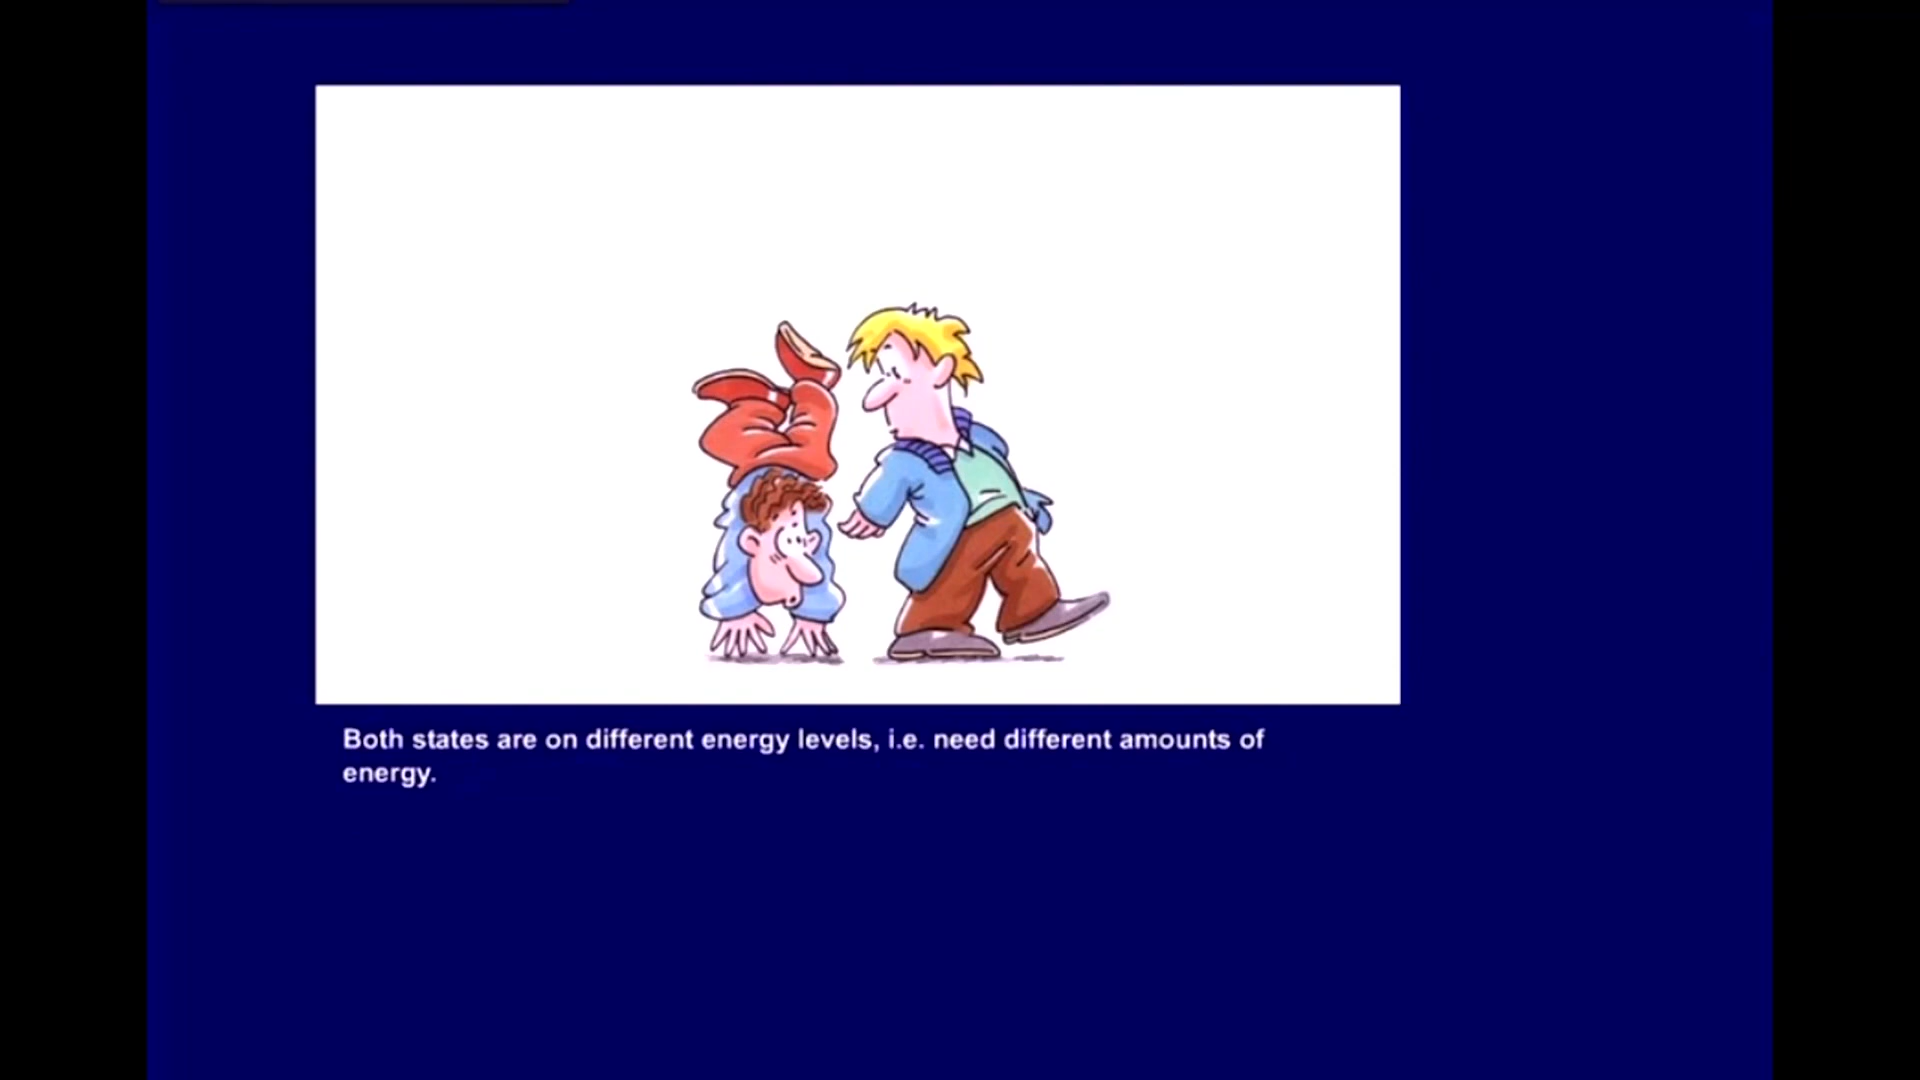 Both states are on different energy levels, i.e. need different amounts of
energy.